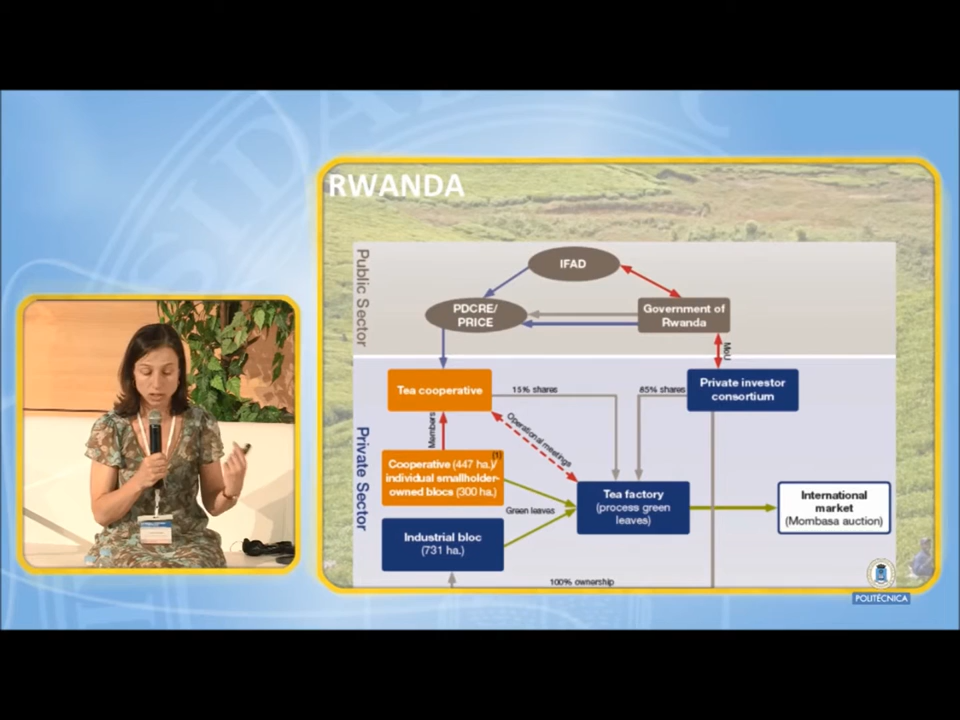 RWANDA
Public Sector
IFAD
PDCRE/
PRICE
Government of
Rwanda
MoU
Private Sector
Tea cooperative
15% shares
85% shares
Private investor
consortium
Members
Operational meetings
(1)
Cooperative (447 ha.)/
individual smallholder-
owned blocs (300 ha.)
Green leaves
Tea factory
(process green
leaves)
International
market
(Mombasa auction)
Industrial bloc
(731 ha.)
100% ownership
POLITÉCNICA